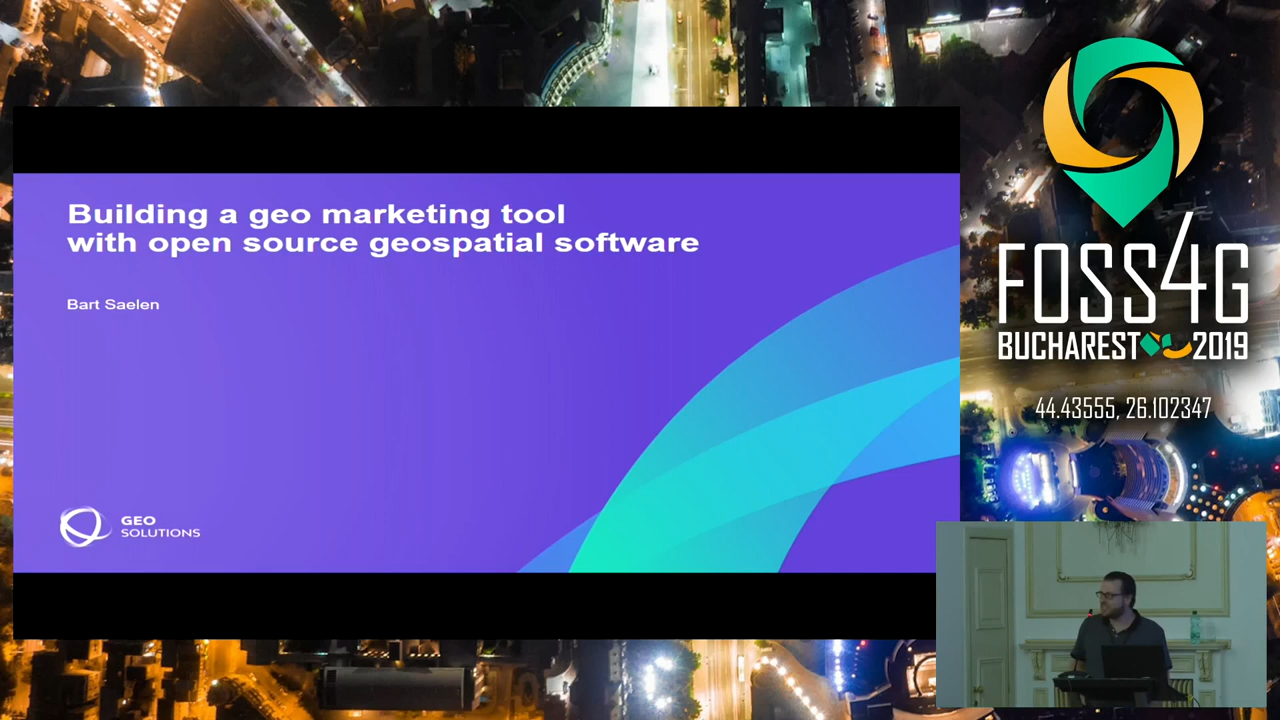 Building a geo marketing tool
with open source geospatial software
Bart Saelen
GEO
SOLUTIONS
FOSS4G
BUCHAREST 2019
44.43555, 26.102347